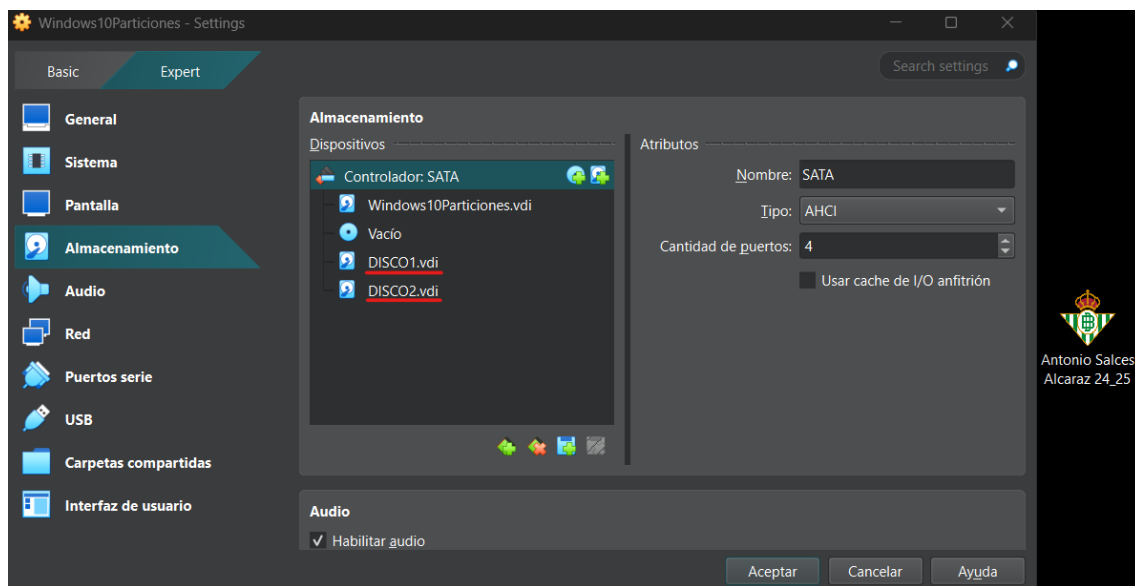 Windows10Particiones - Settings
Basic
Expert
Search settings
General
Sistema
Pantalla
Almacenamiento
Audio
Red
Puertos serie
USB
Carpetas compartidas
Interfaz de usuario
Almacenamiento
Dispositivos
Controlador: SATA
Windows10Particiones.vdi
Vacío
DISCO1.vdi
DISCO2.vdi
Atributos
Nombre: SATA
Tipo: AHCI
Cantidad de puertos: 4
Usar cache de I/O anfitrión
Audio
Habilitar audio
Aceptar
Cancelar
Ayuda
Antonio Salces
Alcaraz 24_25